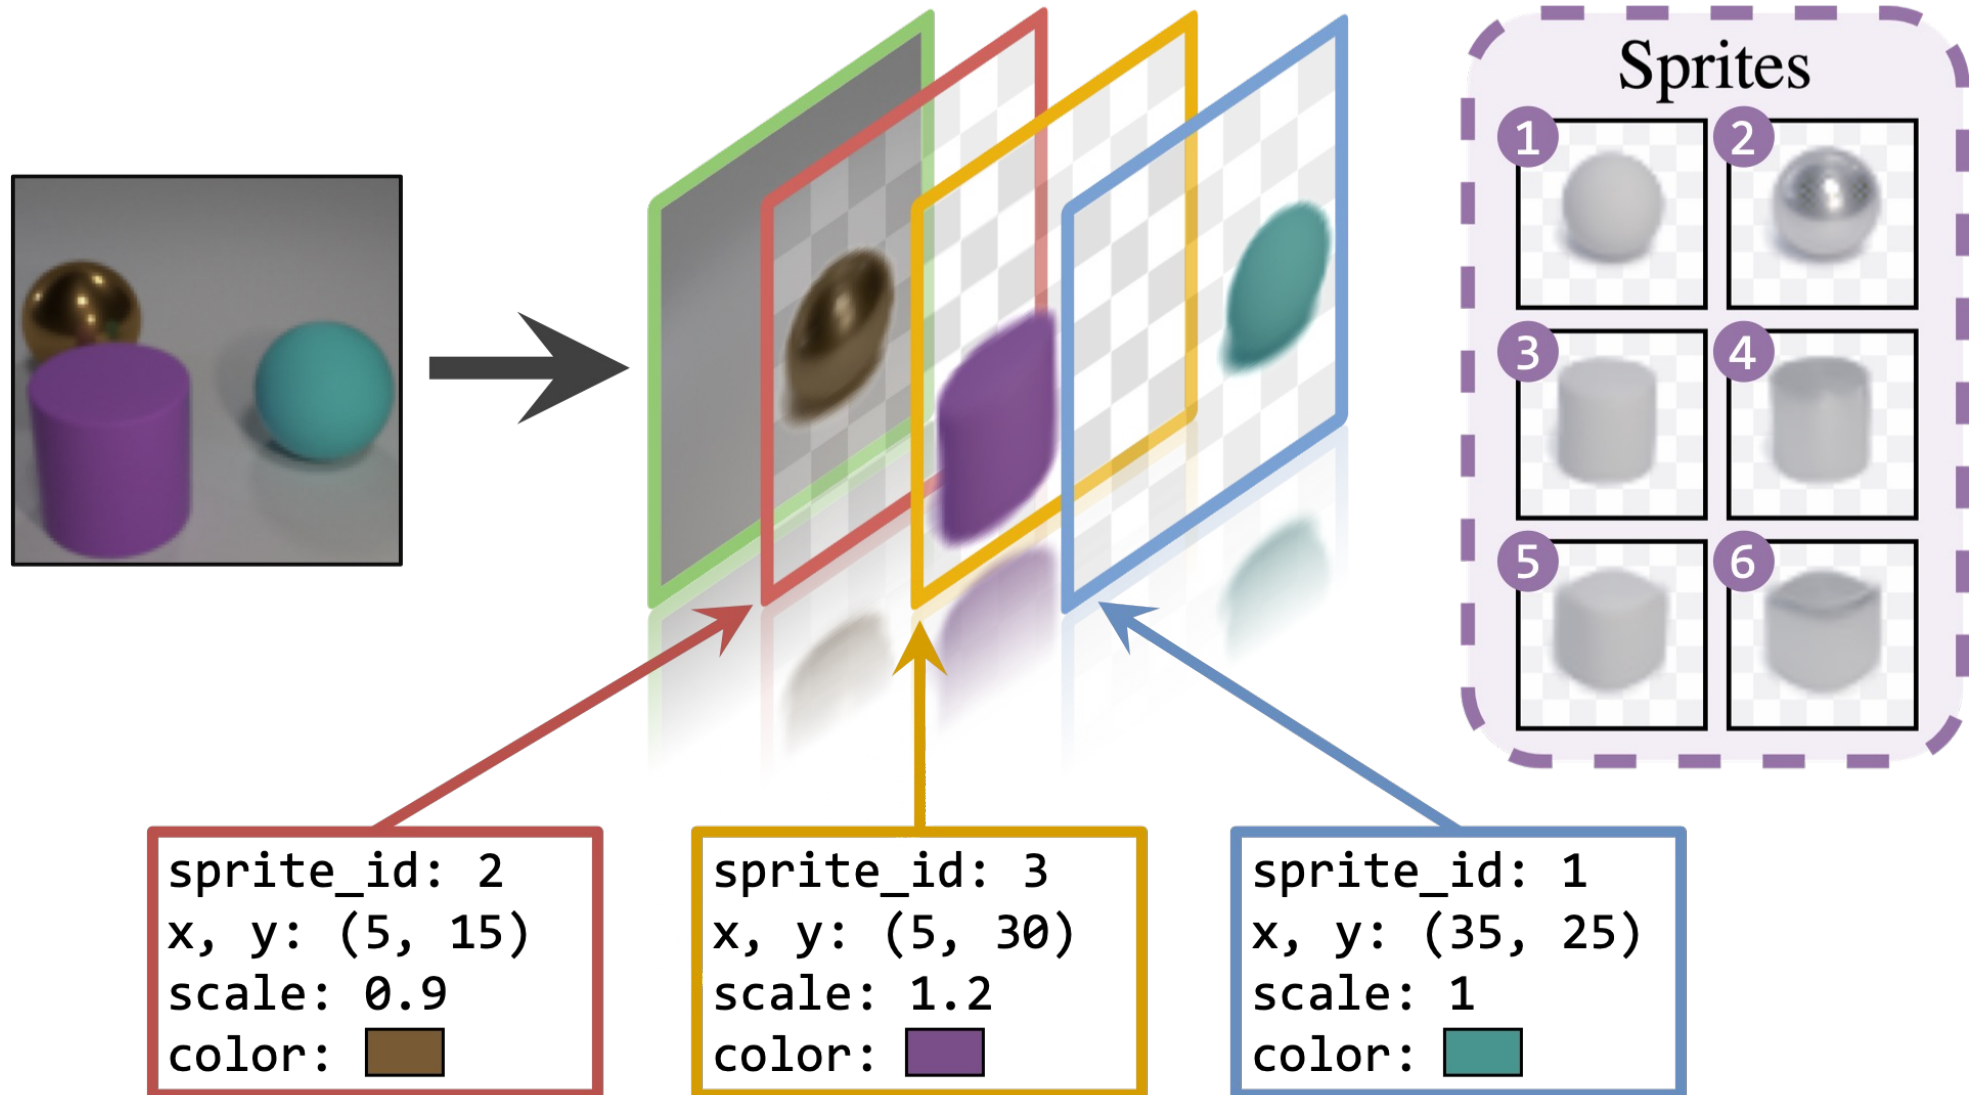 Sprites
1
2
3
4
5
6
sprite_id: 2
x, y: (5, 15)
scale: 0.9
color:
sprite_id: 3
x, y: (5, 30)
scale: 1.2
color:
sprite_id: 1
x, y: (35, 25)
scale: 1
color: